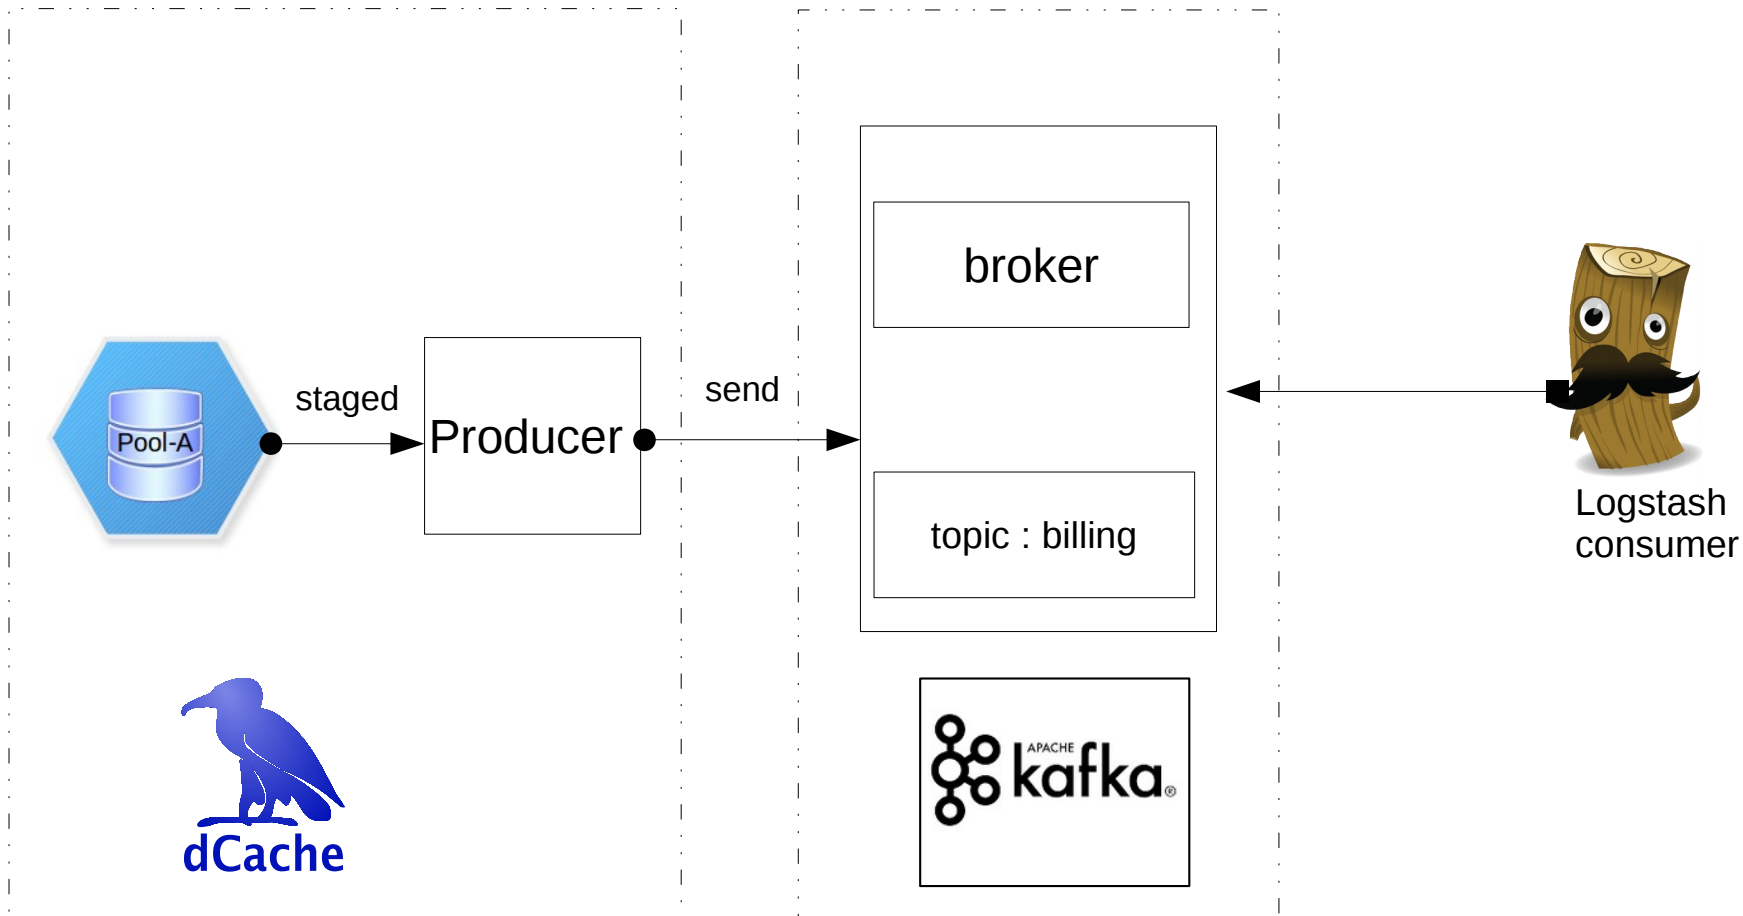 broker
send
staged
Pool-A
Producer
topic : billing
Logstash
consumer
APACHE
kafka®
dCache